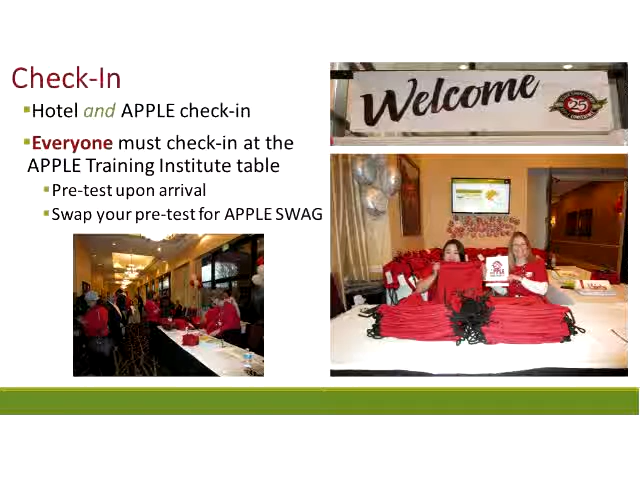 Check-In
▪Hotel and APPLE check-in
▪Everyone must check-in at the
APPLE Training Institute table
▪Pre-test upon arrival
▪Swap your pre-test for APPLE SWAG
Welcome
25
APPLE